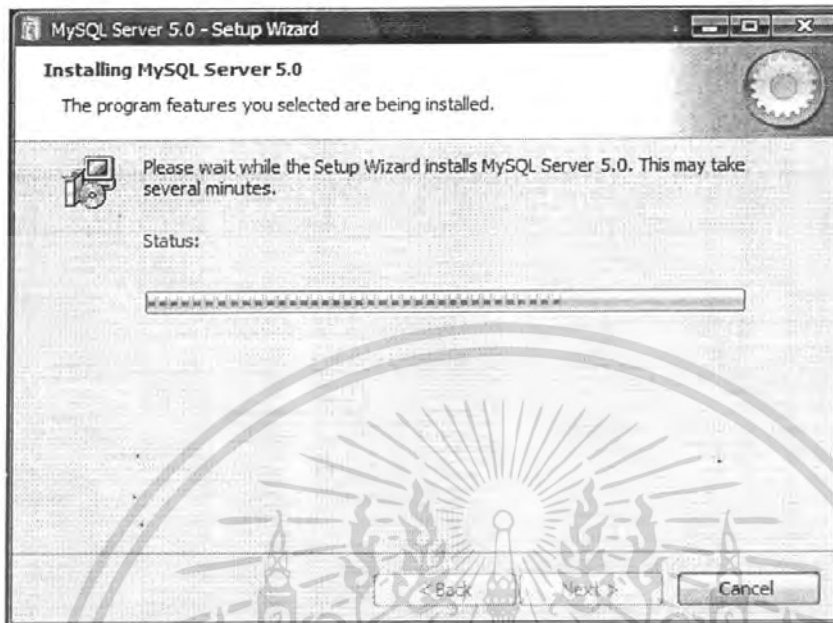 MySQL Server 5.0 - Setup Wizard
Installing MySQL Server 5.0
The program features you selected are being installed.
Please wait while the Setup Wizard installs MySQL Server 5.0. This may take
several minutes.
Status:
< Back Next > Cancel